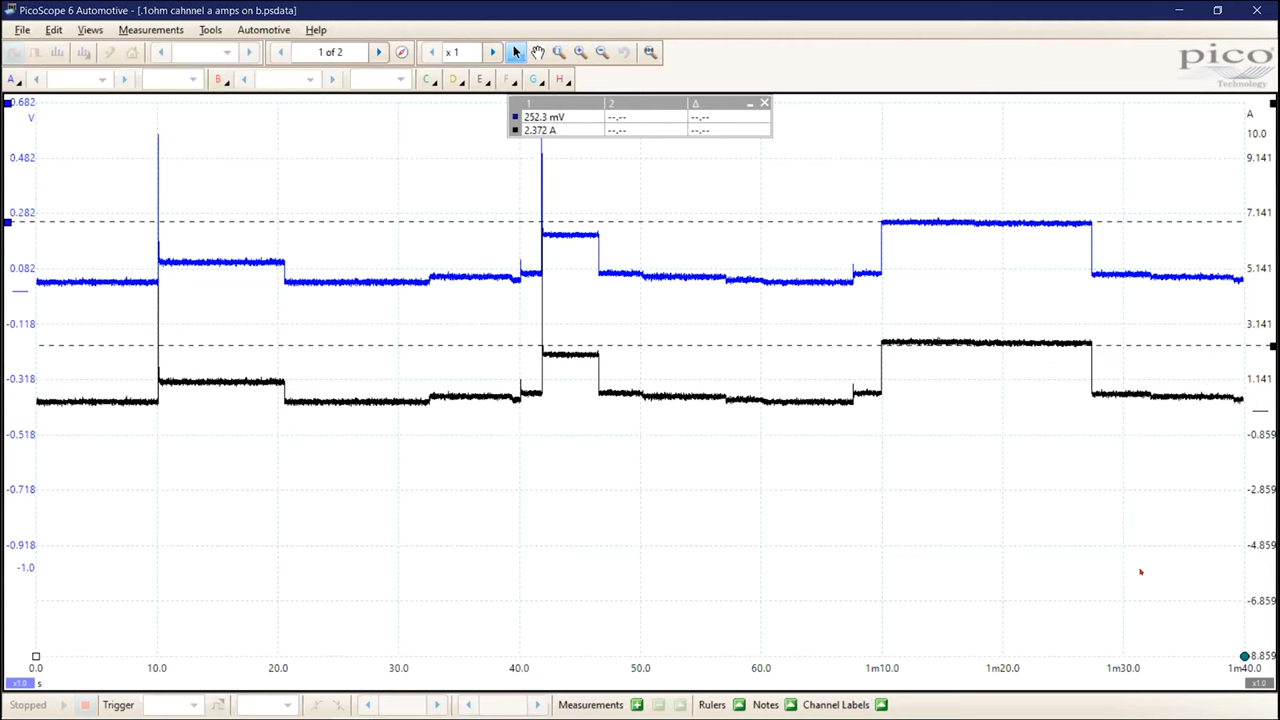 PicoScope 6 Automotive - [.1ohm cahnnel a amps on b.psdata]
File Edit Views Measurements Tools Automotive Help
1 of 2 x 1
pico
Technology
A B C D E F G H
1 2 Δ
252.3 mV --.-- --.--
2.372 A --.-- --.--
0.682
V
0.482
0.282
0.082
-0.118
-0.318
-0.518
-0.718
-0.918
-1.0
A
10.0
9.141
7.141
5.141
3.141
1.141
-0.859
-2.859
-4.859
-6.859
-8.859
0.0 10.0 20.0 30.0 40.0 50.0 60.0 1m10.0 1m20.0 1m30.0 1m40.0
x1.0 s x1.0
Stopped Trigger Measurements Rulers Notes Channel Labels